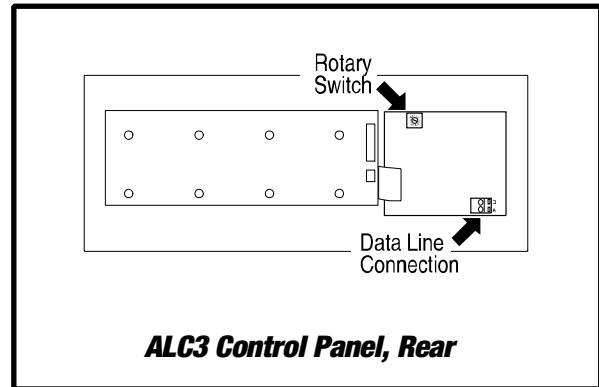 Rotary
Switch
Data Line
Connection
ALC3 Control Panel, Rear